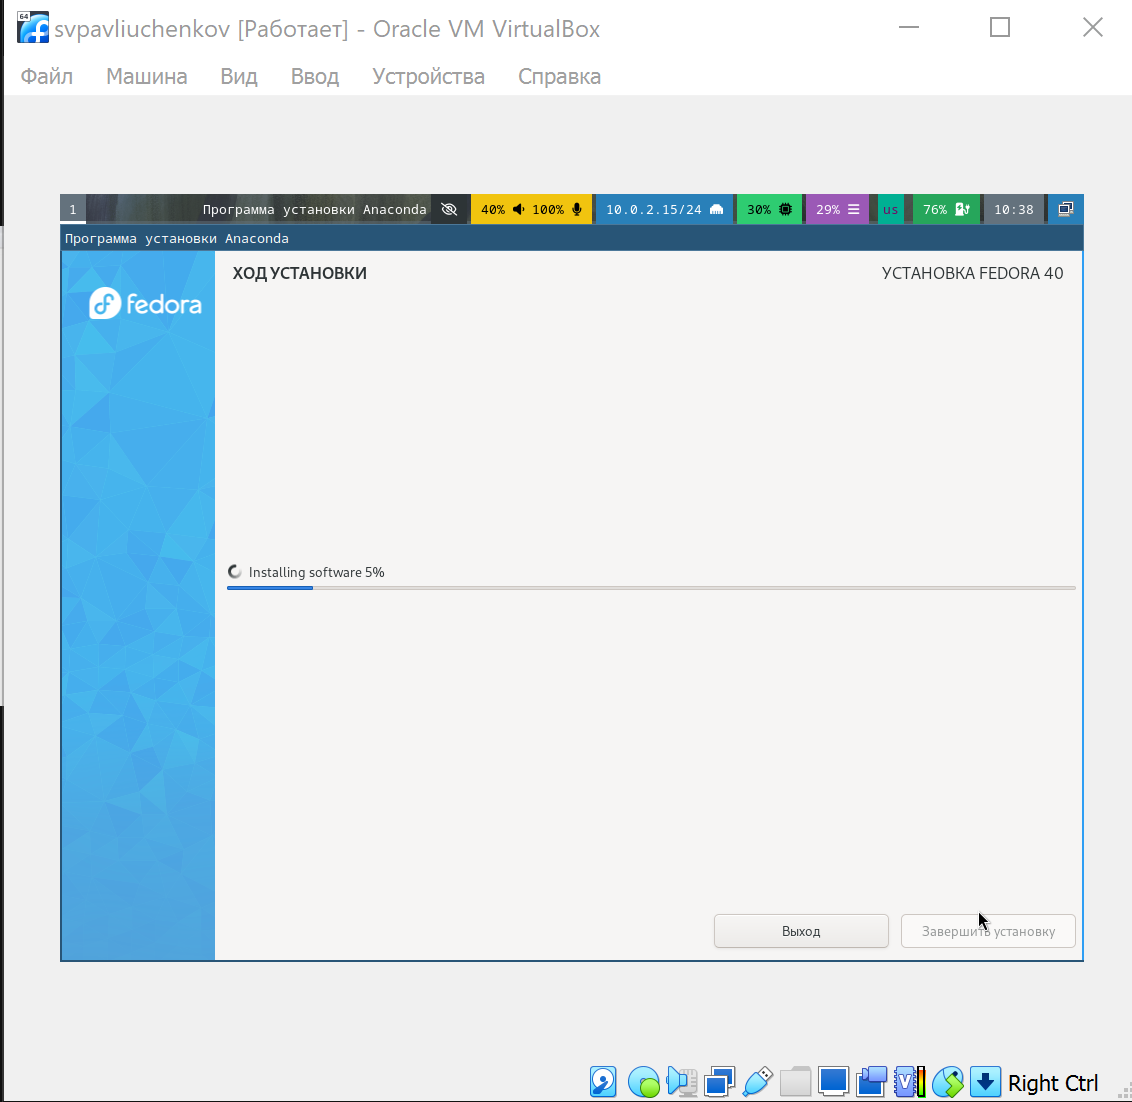 64
svpavliuchenkov [Работает] - Oracle VM VirtualBox
Файл Машина Вид Ввод Устройства Справка
1 Программа установки Anaconda 40% 100% 10.0.2.15/24 30% 29% us 76% 10:38
Программа установки Anaconda
fedora
ХОД УСТАНОВКИ УСТАНОВКА FEDORA 40
Installing software 5%
Выход Завершить установку
V Right Ctrl